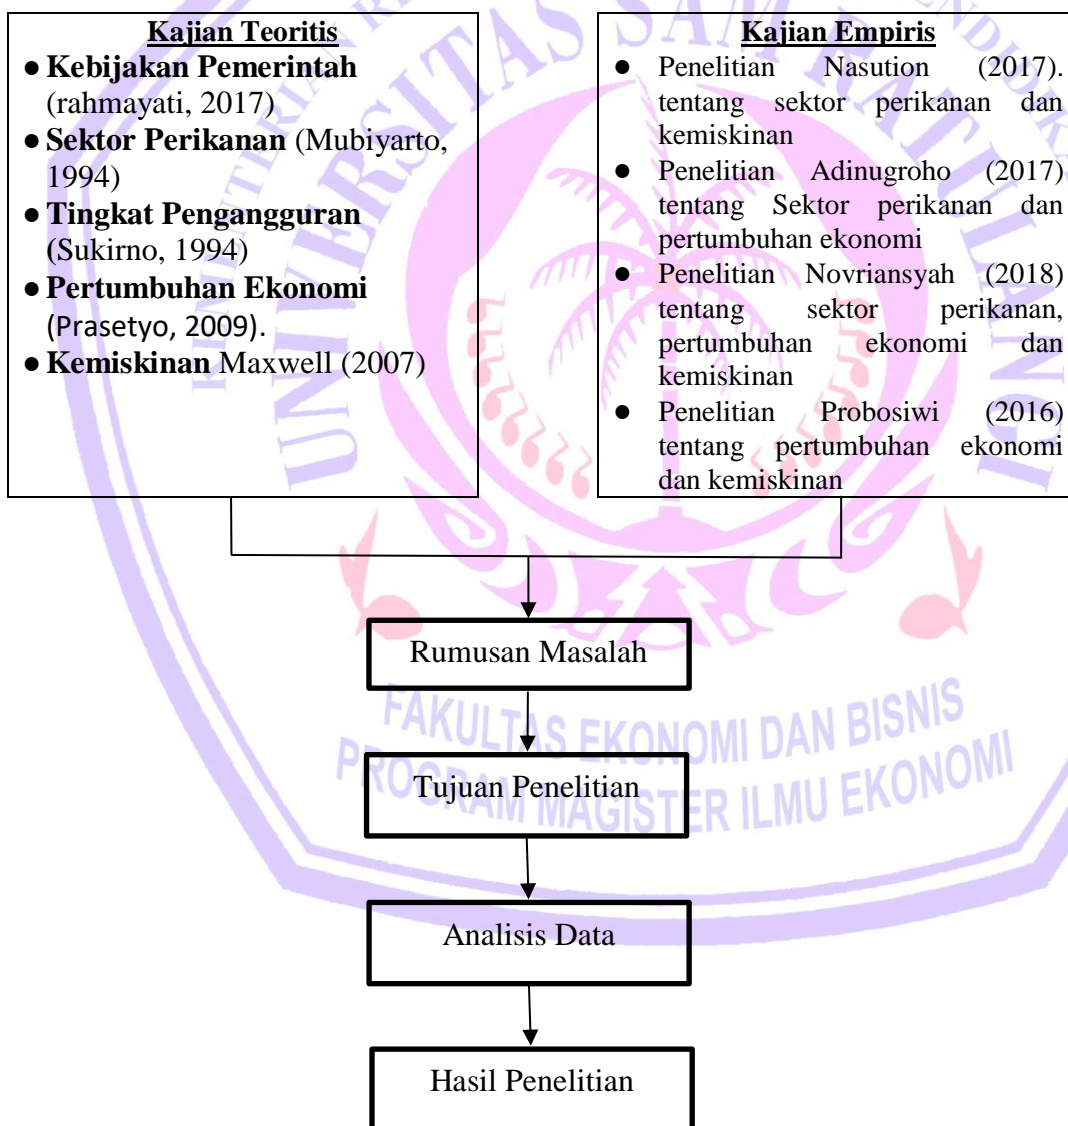 Kajian Teoritis
● Kebijakan Pemerintah
(rahmayati, 2017)
● Sektor Perikanan (Mubiyarto,
1994)
● Tingkat Pengangguran
(Sukirno, 1994)
● Pertumbuhan Ekonomi
(Prasetyo, 2009).
● Kemiskinan Maxwell (2007)
Kajian Empiris
● Penelitian Nasution (2017).
tentang sektor perikanan dan
kemiskinan
● Penelitian Adinugroho (2017)
tentang Sektor perikanan dan
pertumbuhan ekonomi
● Penelitian Novriansyah (2018)
tentang sektor perikanan,
pertumbuhan ekonomi dan
kemiskinan
● Penelitian Probosiwi (2016)
tentang pertumbuhan ekonomi
dan kemiskinan
Rumusan Masalah
Tujuan Penelitian
Analisis Data
Hasil Penelitian
UNIVERSITAS SAM RATULANGI
FAKULTAS EKONOMI DAN BISNIS
PROGRAM MAGISTER ILMU EKONOMI